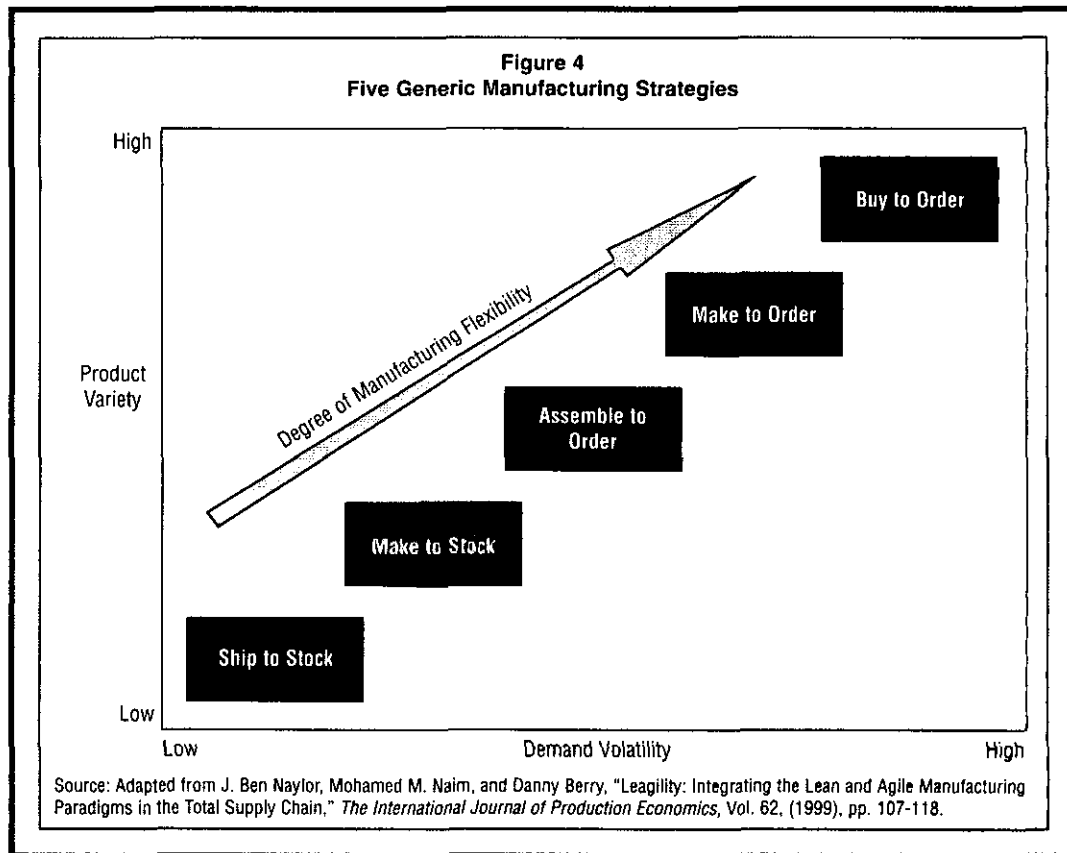 Figure 4
Five Generic Manufacturing Strategies
High
Buy to Order
Make to Order
Degree of Manufacturing Flexibility
Product
Variety
Assemble to
Order
Make to Stock
Ship to Stock
Low
Low
Demand Volatility
High
Source: Adapted from J. Ben Naylor, Mohamed M. Naim, and Danny Berry, "Leagility: Integrating the Lean and Agile Manufacturing
Paradigms in the Total Supply Chain," The International Journal of Production Economics, Vol. 62, (1999), pp. 107-118.